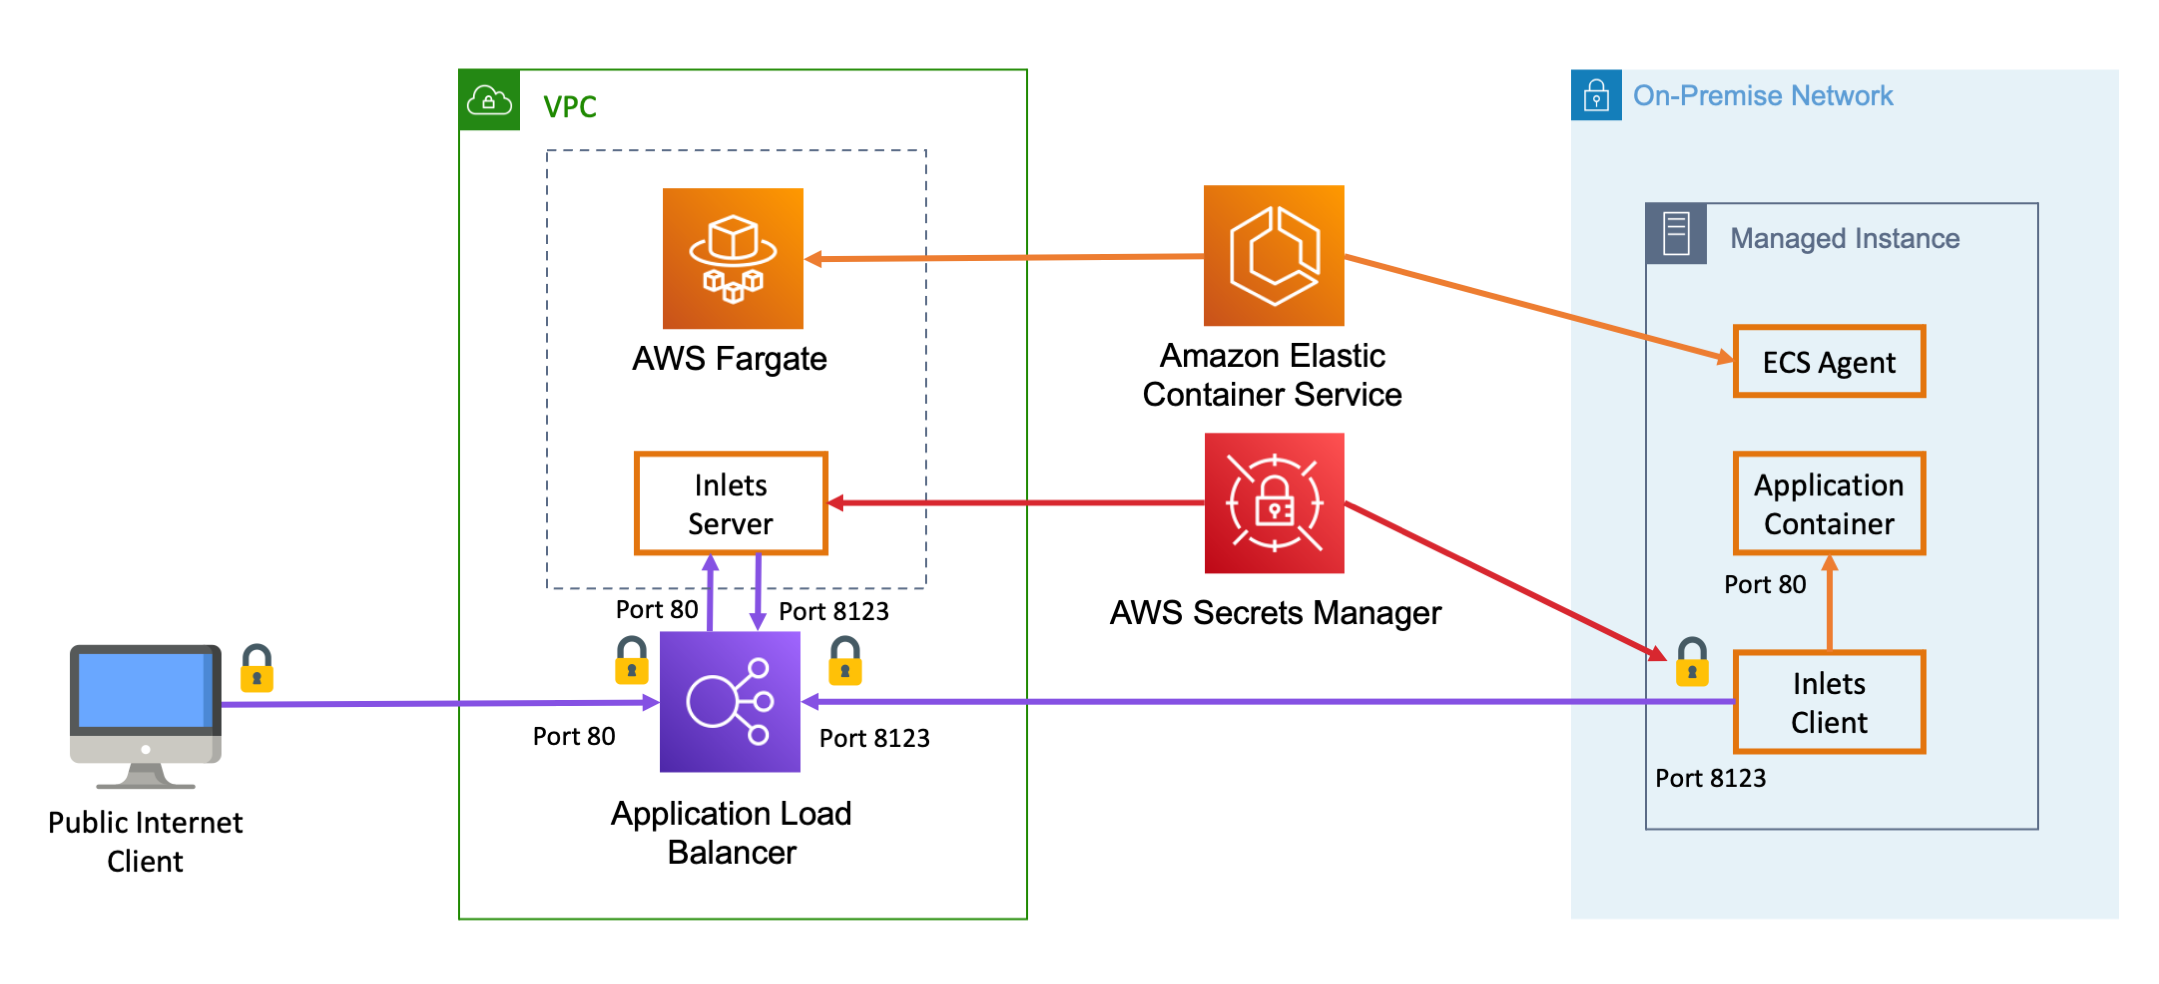 VPC
On-Premise Network
Managed Instance
AWS Fargate
Amazon Elastic
Container Service
ECS Agent
Inlets
Server
Application
Container
Port 80
Port 80
Port 8123
AWS Secrets Manager
Inlets
Client
Port 80
Port 8123
Port 8123
Application Load
Balancer
Public Internet
Client